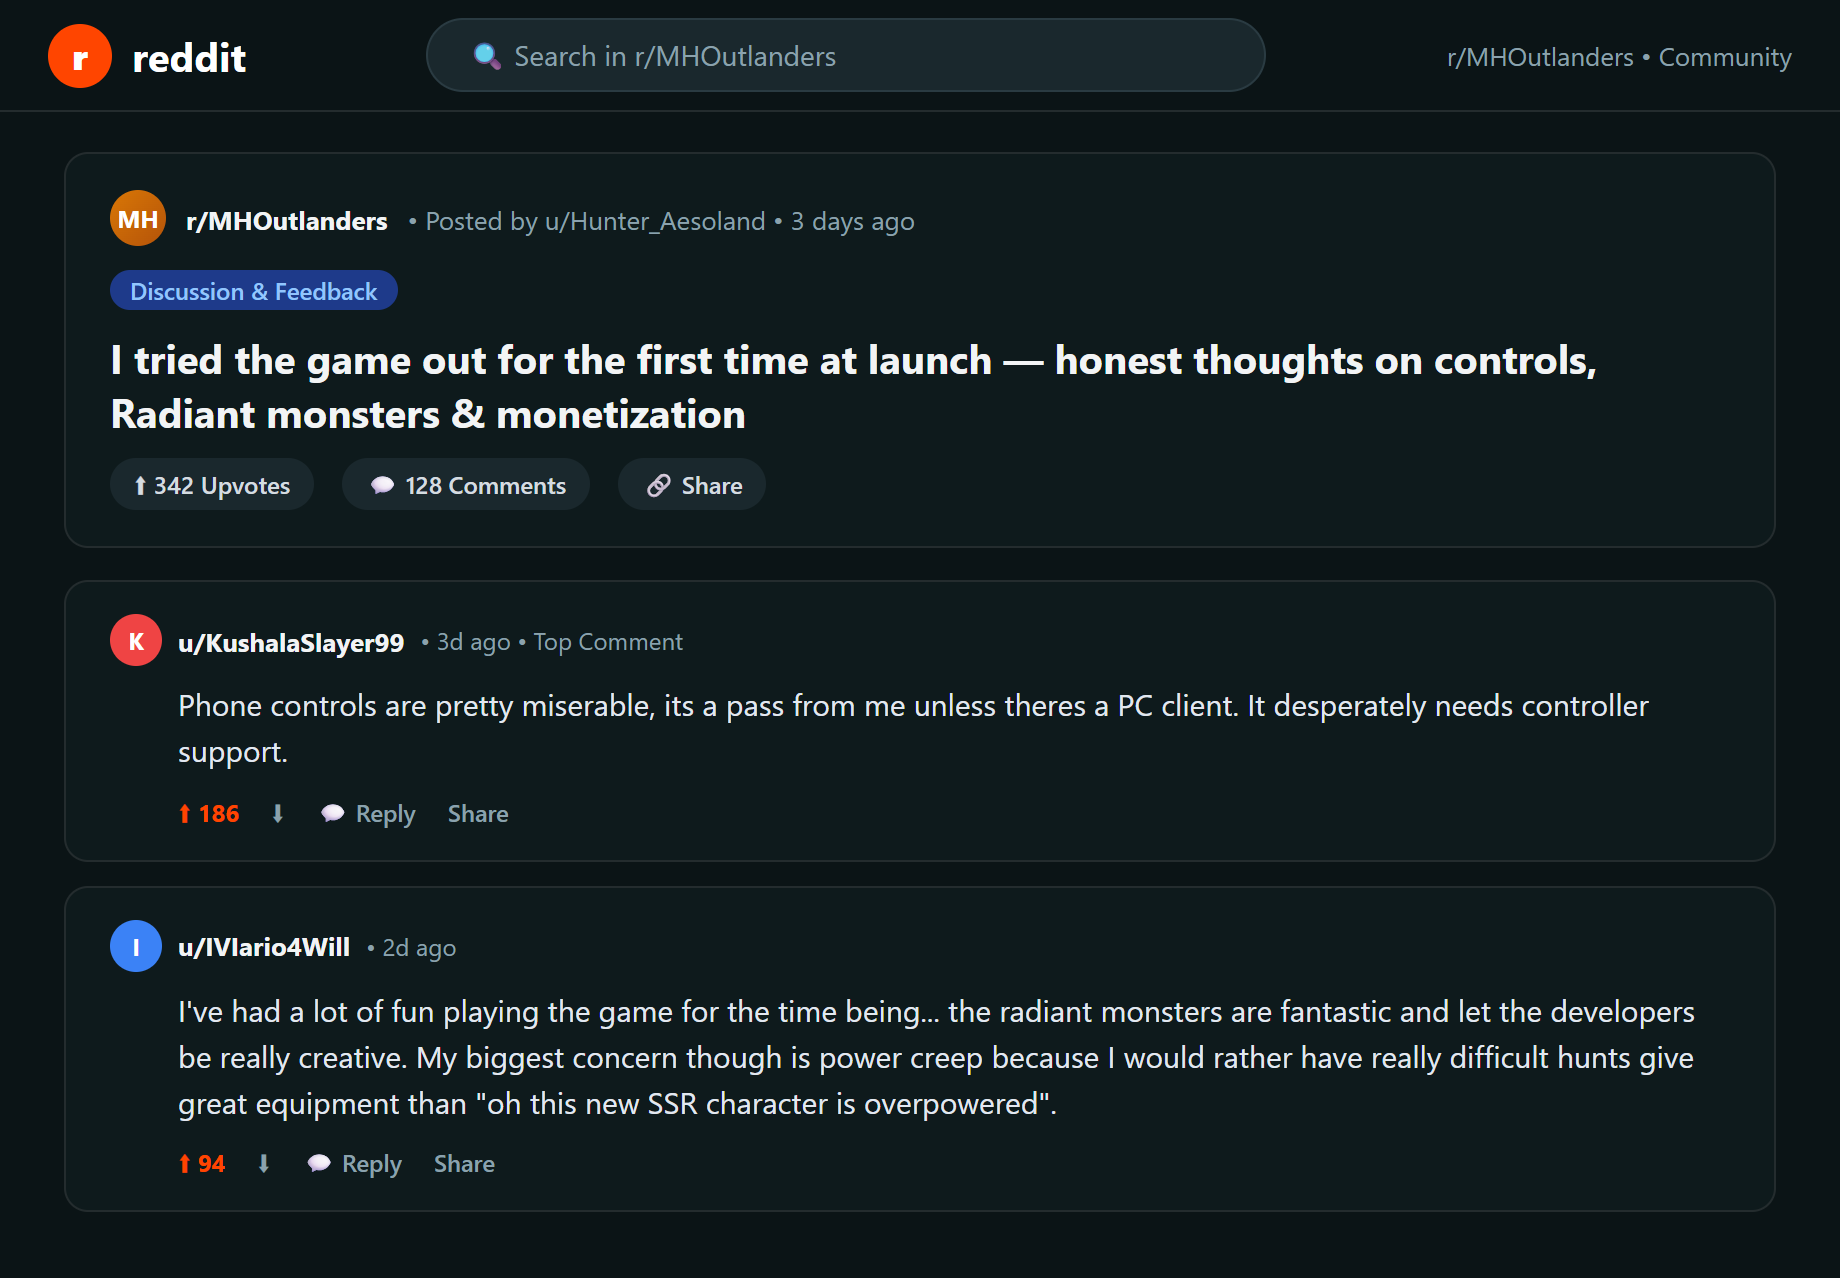 r reddit
Search in r/MHOutlanders
r/MHOutlanders • Community
MH r/MHOutlanders • Posted by u/Hunter_Aesoland • 3 days ago
Discussion & Feedback
I tried the game out for the first time at launch — honest thoughts on controls,
Radiant monsters & monetization
⬆ 342 Upvotes 💬 128 Comments 🔗 Share
K u/KushalaSlayer99 • 3d ago • Top Comment
Phone controls are pretty miserable, its a pass from me unless theres a PC client. It desperately needs controller
support.
⬆ 186 ⬇ 💬 Reply Share
I u/IVIario4Will • 2d ago
I've had a lot of fun playing the game for the time being... the radiant monsters are fantastic and let the developers
be really creative. My biggest concern though is power creep because I would rather have really difficult hunts give
great equipment than "oh this new SSR character is overpowered".
⬆ 94 ⬇ 💬 Reply Share